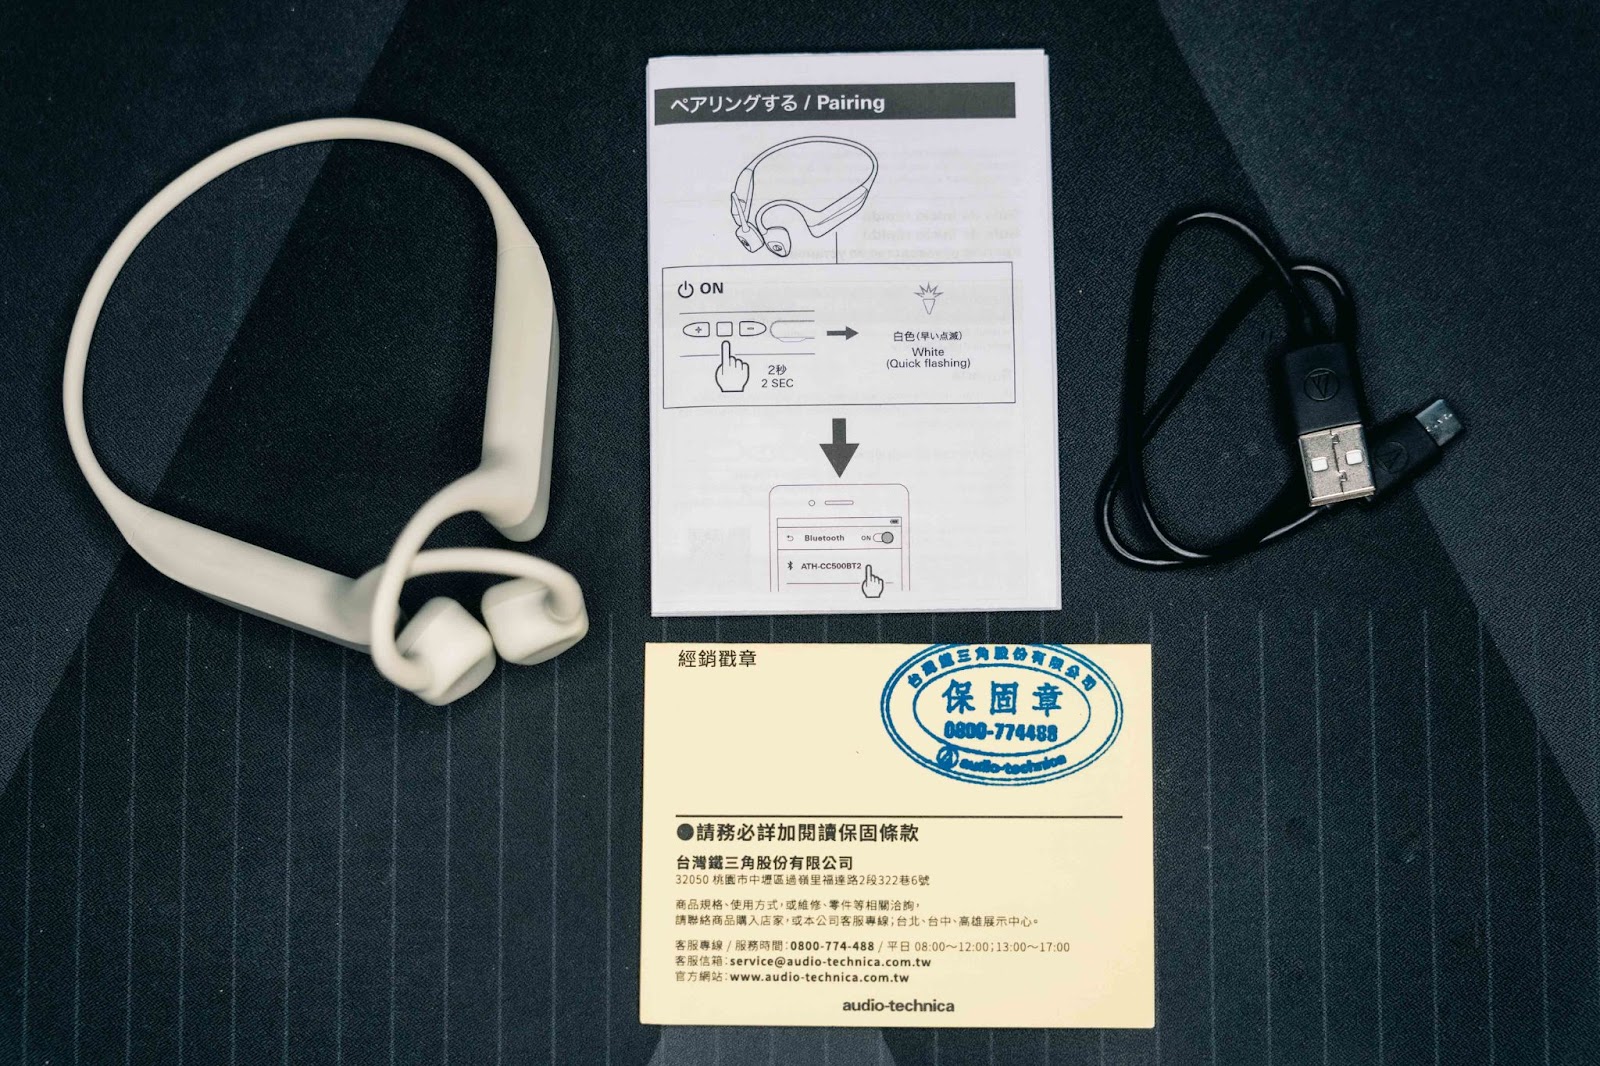 ペアリングする / Pairing
ON
+ −
2秒
2 SEC
白色(早い点滅)
White
(Quick flashing)
Bluetooth ON
ATH-CC500BT2
經銷戳章
台灣鐵三角股份有限公司
保固章
0800-774488
audio-technica
●請務必詳加閱讀保固條款
台灣鐵三角股份有限公司
32050 桃園市中壢區過嶺里福達路2段322巷6號
商品規格、使用方式,或維修、零件等相關洽詢,
請聯絡商品購入店家,或本公司客服專線;台北、台中、高雄展示中心。
客服專線 / 服務時間:0800-774-488 / 平日 08:00～12:00;13:00～17:00
客服信箱:service@audio-technica.com.tw
官方網站:www.audio-technica.com.tw
audio-technica